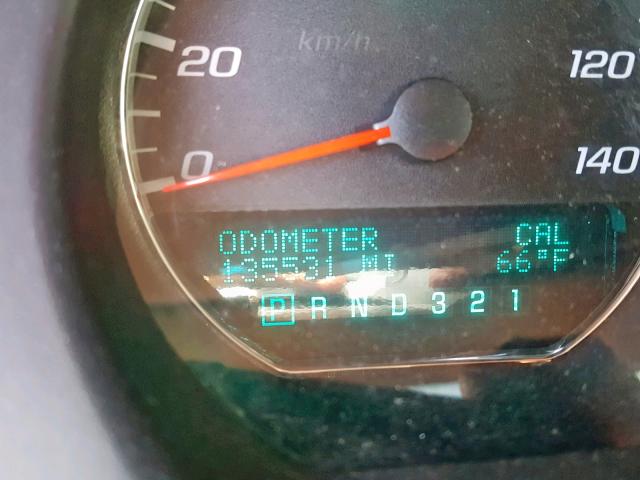 km/h
20
120
0
140
ODOMETER CAL
135531 MI 66°F
P R N D 3 2 1